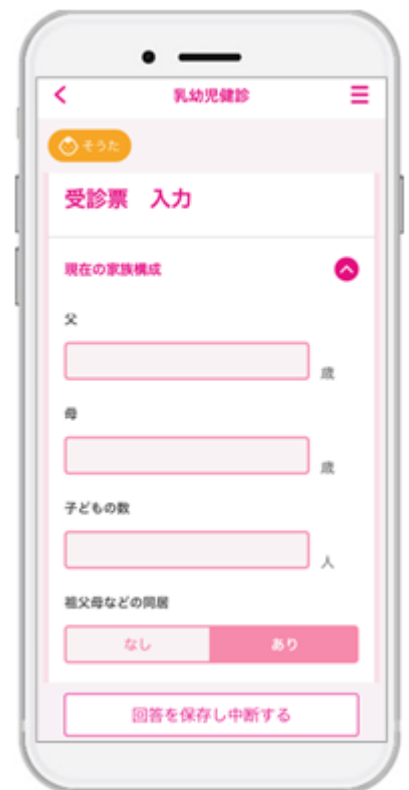 乳幼児健診
そうた
受診票 入力
現在の家族構成
父
歳
母
歳
子どもの数
人
祖父母などの同居
なし あり
回答を保存し中断する